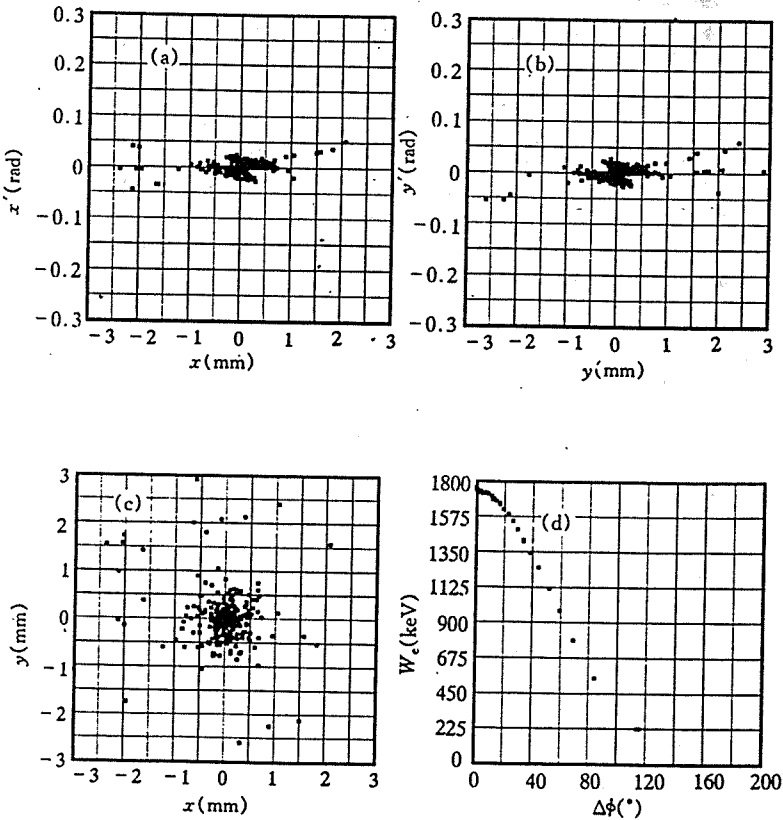 0.3
0.2
0.1
0
−0.1
−0.2
−0.3
x′(rad)
(a)
−3 −2 −1 0 1 2 3
x(mm)
0.3
0.2
0.1
0
−0.1
−0.2
−0.3
y′(rad)
(b)
−3 −2 −1 0 1 2 3
y′(mm)
3
2
1
0
−1
−2
−3
y(mm)
(c)
−3 −2 −1 0 1 2 3
x(mm)
1800
1575
1350
1125
900
675
450
225
0
W_e(keV)
(d)
0 40 80 120 160 200
Δϕ(°)